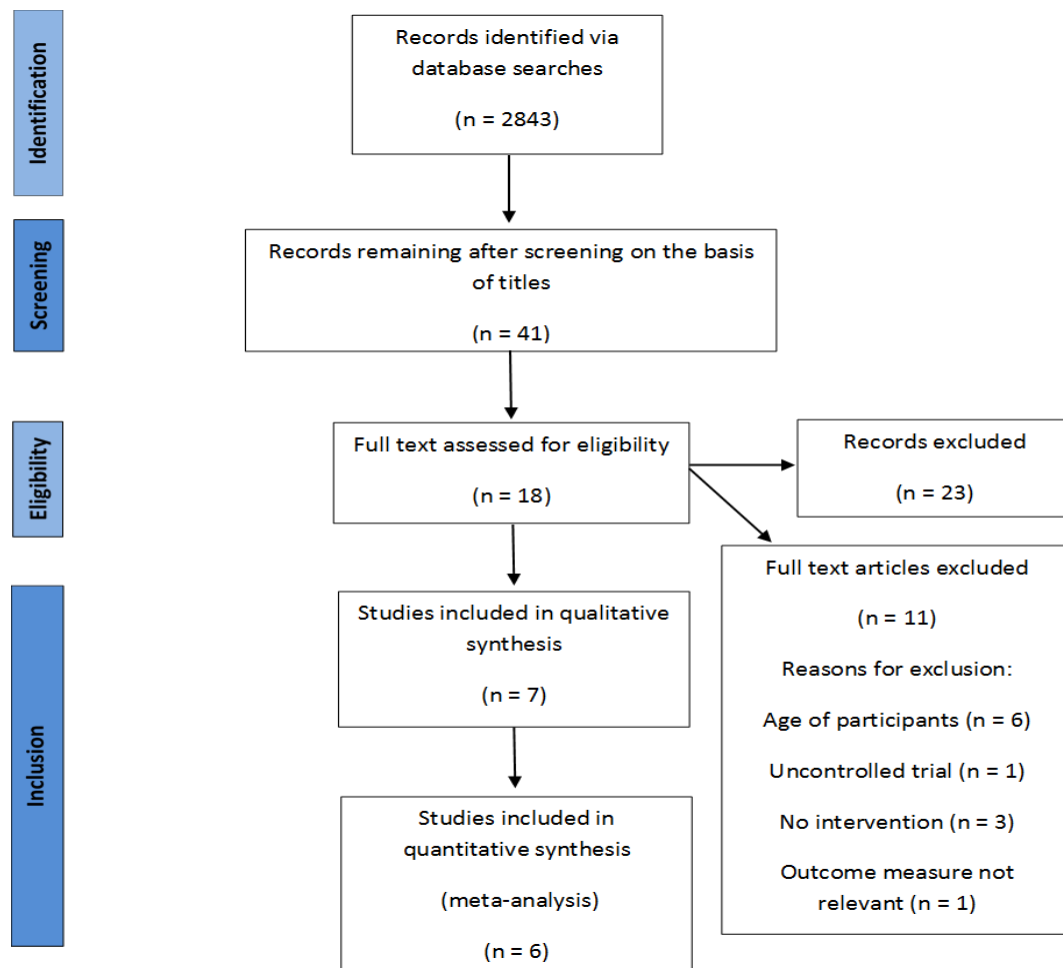 Identification
Records identified via
database searches
(n = 2843)
Screening
Records remaining after screening on the basis
of titles
(n = 41)
Eligibility
Full text assessed for eligibility
(n = 18)
Records excluded
(n = 23)
Full text articles excluded
(n = 11)
Reasons for exclusion:
Age of participants (n = 6)
Uncontrolled trial (n = 1)
No intervention (n = 3)
Outcome measure not
relevant (n = 1)
Inclusion
Studies included in qualitative
synthesis
(n = 7)
Studies included in
quantitative synthesis
(meta-analysis)
(n = 6)